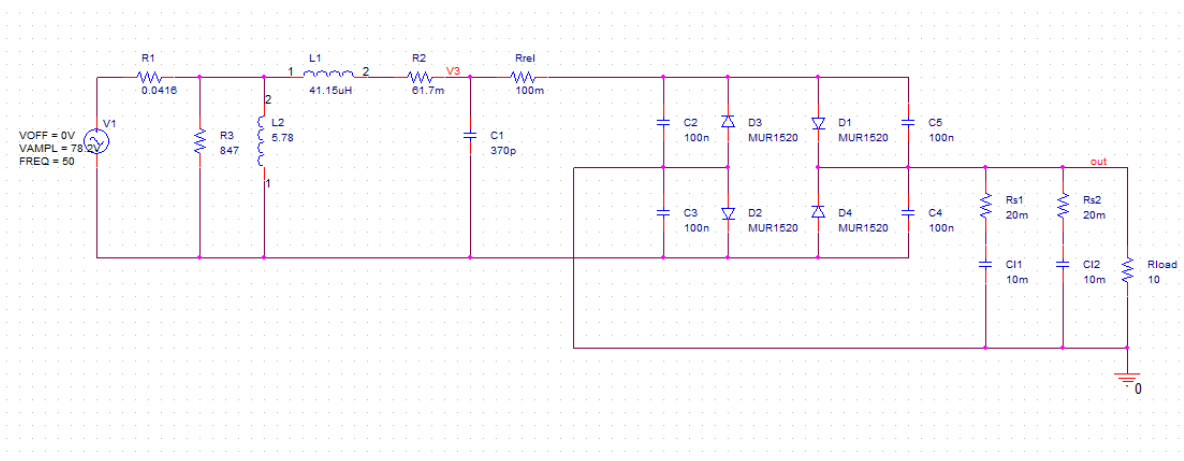 R1
0.0416
L1
1
2
41.15uH
R2
61.7m
V3
Rrel
100m
V1
VOFF = 0V
VAMPL = 78.2V
FREQ = 50
R3
847
2
L2
5.78
1
C1
370p
C2
100n
D3
MUR1520
D1
MUR1520
C5
100n
C3
100n
D2
MUR1520
D4
MUR1520
C4
100n
out
Rs1
20m
Rs2
20m
Cl1
10m
Cl2
10m
Rload
10
0